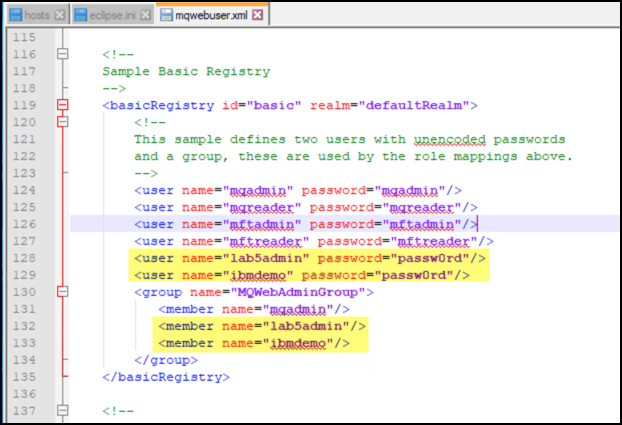 hosts eclipse.ini mqwebuser.xml
115
116 <!--
117 Sample Basic Registry
118 -->
119 <basicRegistry id="basic" realm="defaultRealm">
120 <!--
121 This sample defines two users with unencoded passwords
122 and a group, these are used by the role mappings above.
123 -->
124 <user name="mqadmin" password="mqadmin"/>
125 <user name="mqreader" password="mqreader"/>
126 <user name="mftadmin" password="mftadmin"/>
127 <user name="mftreader" password="mftreader"/>
128 <user name="lab5admin" password="passw0rd"/>
129 <user name="ibmdemo" password="passw0rd"/>
130 <group name="MQWebAdminGroup">
131 <member name="mqadmin"/>
132 <member name="lab5admin"/>
133 <member name="ibmdemo"/>
134 </group>
135 </basicRegistry>
136
137 <!--